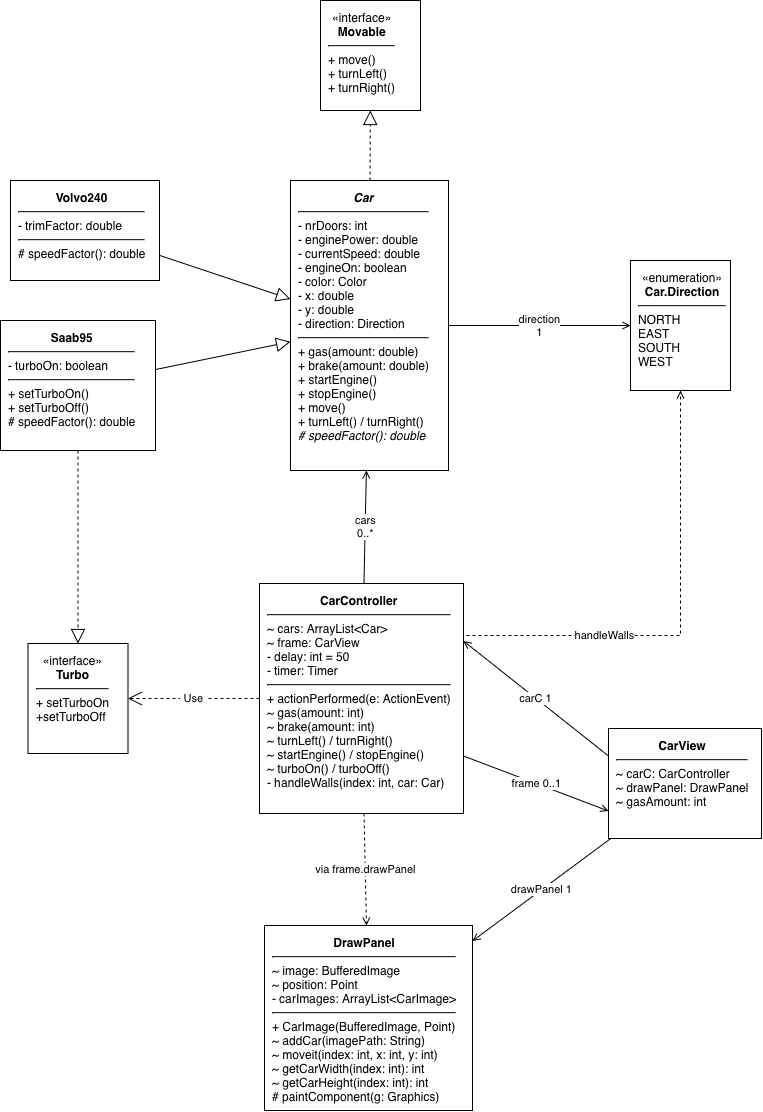 «interface»
Movable
+ move()
+ turnLeft()
+ turnRight()
Volvo240
- trimFactor: double
# speedFactor(): double
Car
- nrDoors: int
- enginePower: double
- currentSpeed: double
- engineOn: boolean
- color: Color
- x: double
- y: double
- direction: Direction
+ gas(amount: double)
+ brake(amount: double)
+ startEngine()
+ stopEngine()
+ move()
+ turnLeft() / turnRight()
# speedFactor(): double
direction
1
«enumeration»
Car.Direction
NORTH
EAST
SOUTH
WEST
Saab95
- turboOn: boolean
+ setTurboOn()
+ setTurboOff()
# speedFactor(): double
cars
0..*
CarController
~ cars: ArrayList<Car>
~ frame: CarView
- delay: int = 50
- timer: Timer
+ actionPerformed(e: ActionEvent)
~ gas(amount: int)
~ brake(amount: int)
~ turnLeft() / turnRight()
~ startEngine() / stopEngine()
~ turboOn() / turboOff()
- handleWalls(index: int, car: Car)
handleWalls
«interface»
Turbo
+ setTurboOn
+setTurboOff
Use
carC 1
frame 0..1
CarView
~ carC: CarController
~ drawPanel: DrawPanel
~ gasAmount: int
via frame.drawPanel
drawPanel 1
DrawPanel
~ image: BufferedImage
~ position: Point
- carImages: ArrayList<CarImage>
+ CarImage(BufferedImage, Point)
~ addCar(imagePath: String)
~ moveit(index: int, x: int, y: int)
~ getCarWidth(index: int): int
~ getCarHeight(index: int): int
# paintComponent(g: Graphics)